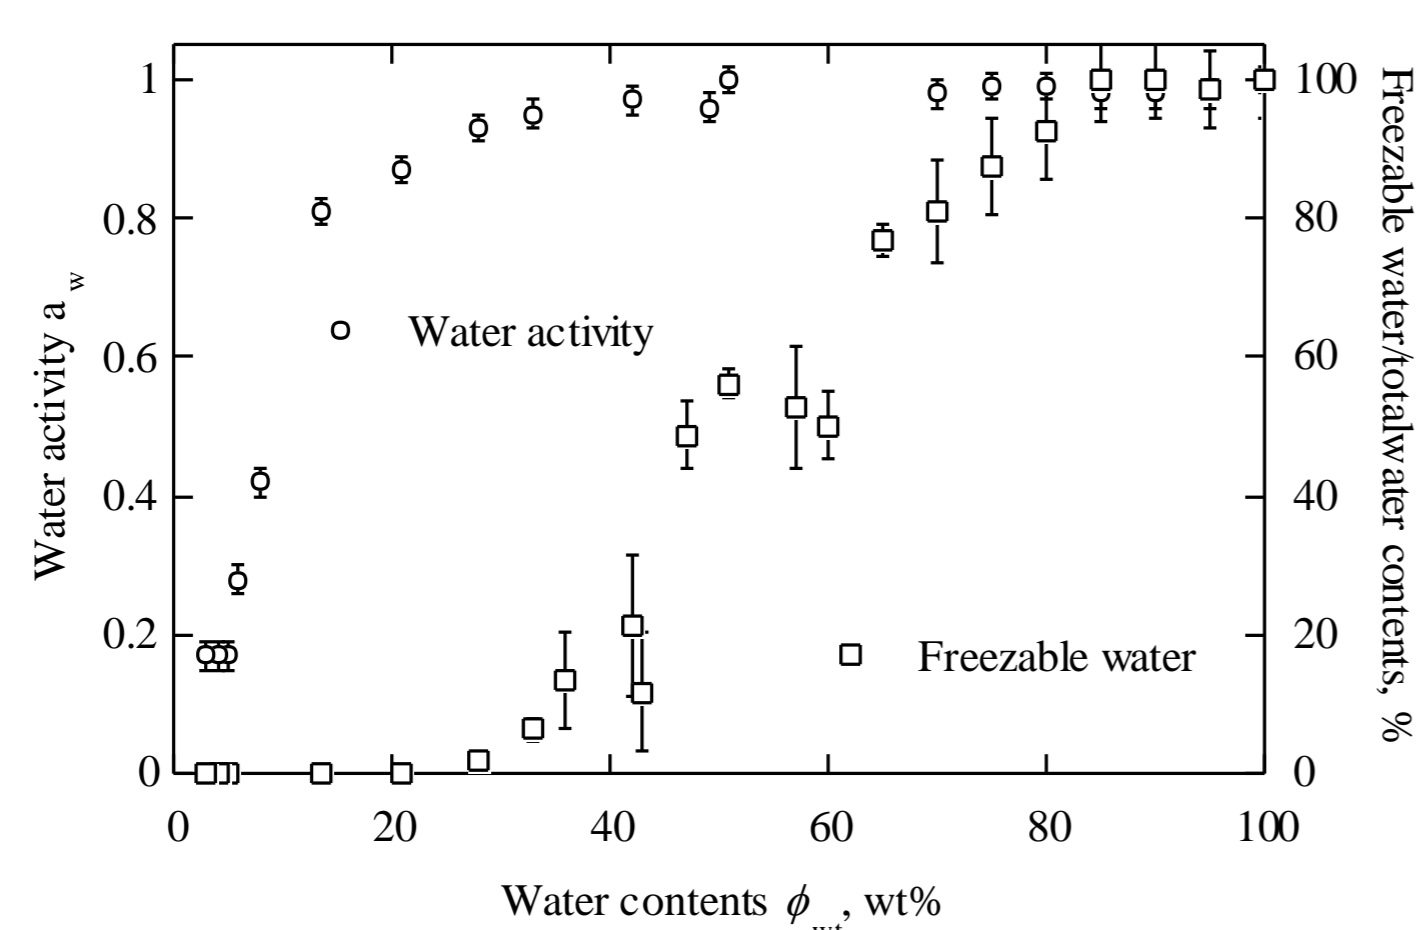 1
0.8
0.6
0.4
0.2
0
100
80
60
40
20
0
0 20 40 60 80 100
Water activity a w
Freezable water/totalwater contents, %
Water activity
Freezable water
Water contents ϕ wt, wt%